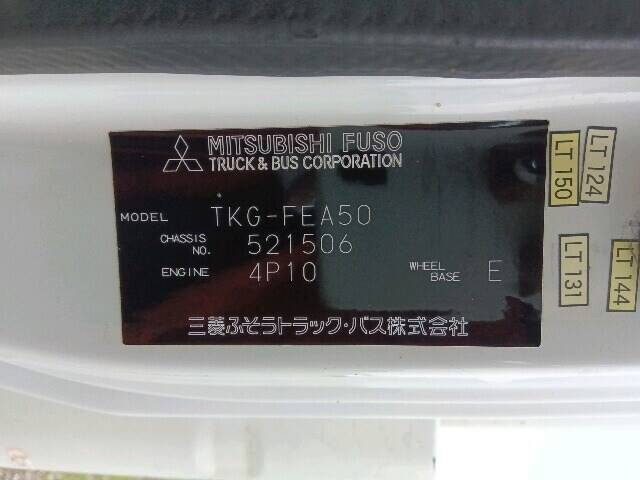 MITSUBISHI FUSO
TRUCK & BUS CORPORATION
MODEL TKG-FEA50
CHASSIS NO. 521506
ENGINE 4P10 WHEEL BASE E
三菱ふそうトラック・バス株式会社
LT 150
LT 124
LT 131
LT 144